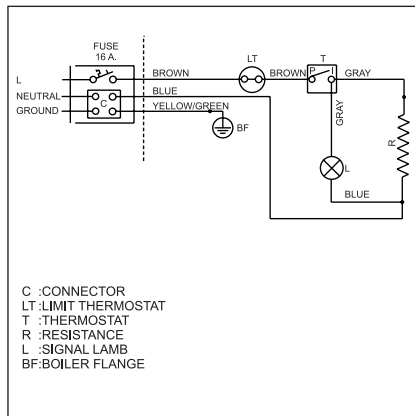 FUSE
16 A.
L
BROWN
LT
BROWN
T
P I
GRAY
NEUTRAL
C
BLUE
GROUND
YELLOW/GREEN
BF
GRAY
R
L
BLUE
C :CONNECTOR
LT:LIMIT THERMOSTAT
T :THERMOSTAT
R :RESISTANCE
L :SIGNAL LAMB
BF:BOILER FLANGE